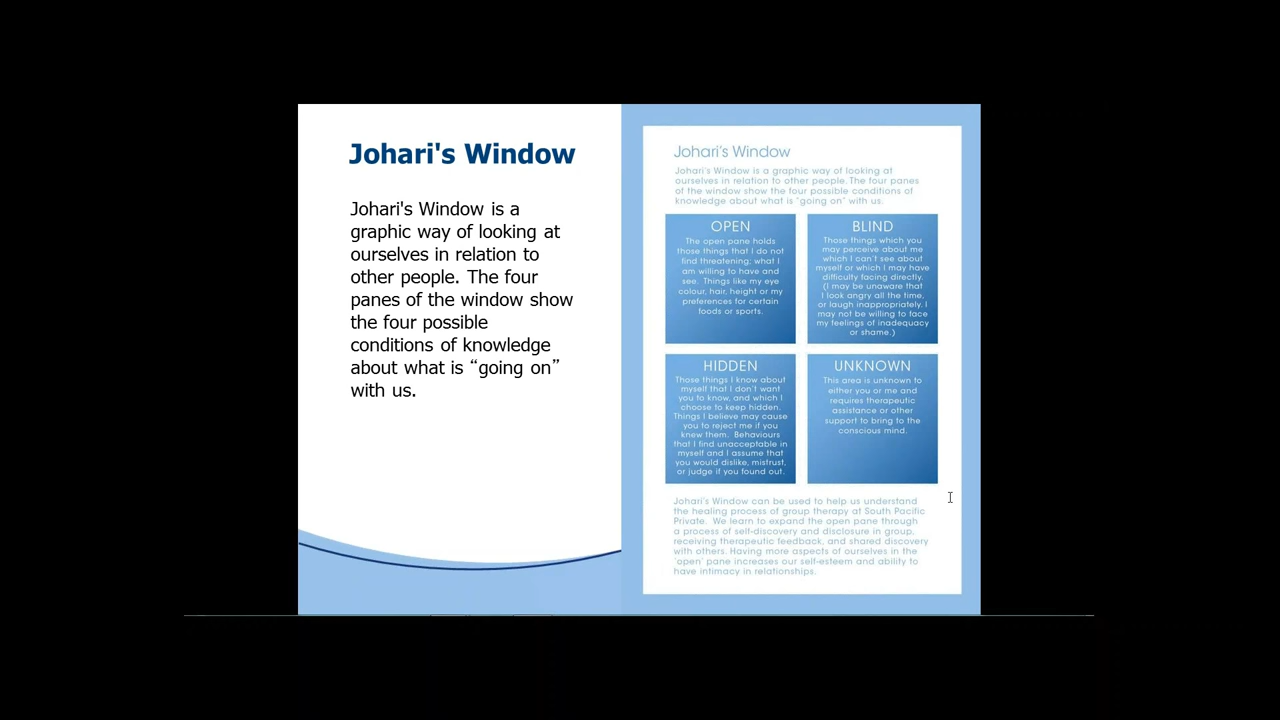 Johari's Window
Johari's Window is a
graphic way of looking at
ourselves in relation to
other people. The four
panes of the window show
the four possible
conditions of knowledge
about what is “going on”
with us.
Johari's Window
Johari's Window is a graphic way of looking at
ourselves in relation to other people. The four panes
of the window show the four possible conditions of
knowledge about what is "going on" with us.
OPEN
The open pane holds
those things that I do not
find threatening; what I
am willing to have and
see. Things like my eye
colour, hair, height or my
preferences for certain
foods or sports.
BLIND
Those things which you
may perceive about me
which I can't see about
myself or which I may have
difficulty facing directly.
(I may be unaware that
I look angry all the time,
or laugh inappropriately. I
may not be willing to face
my feelings of inadequacy
or shame.)
HIDDEN
Those things I know about
myself that I don't want
you to know, and which I
choose to keep hidden.
Things I believe may cause
you to reject me if you
knew them. Behaviours
that I find unacceptable in
myself and I assume that
you would dislike, mistrust,
or judge if you found out.
UNKNOWN
This area is unknown to
either you or me and
requires therapeutic
assistance or other
support to bring to the
conscious mind.
Johari's Window can be used to help us understand
the healing process of group therapy at South Pacific
Private. We learn to expand the open pane through
a process of self-discovery and disclosure in group,
receiving therapeutic feedback, and shared discovery
with others. Having more aspects of ourselves in the
'open' pane increases our self-esteem and ability to
have intimacy in relationships.